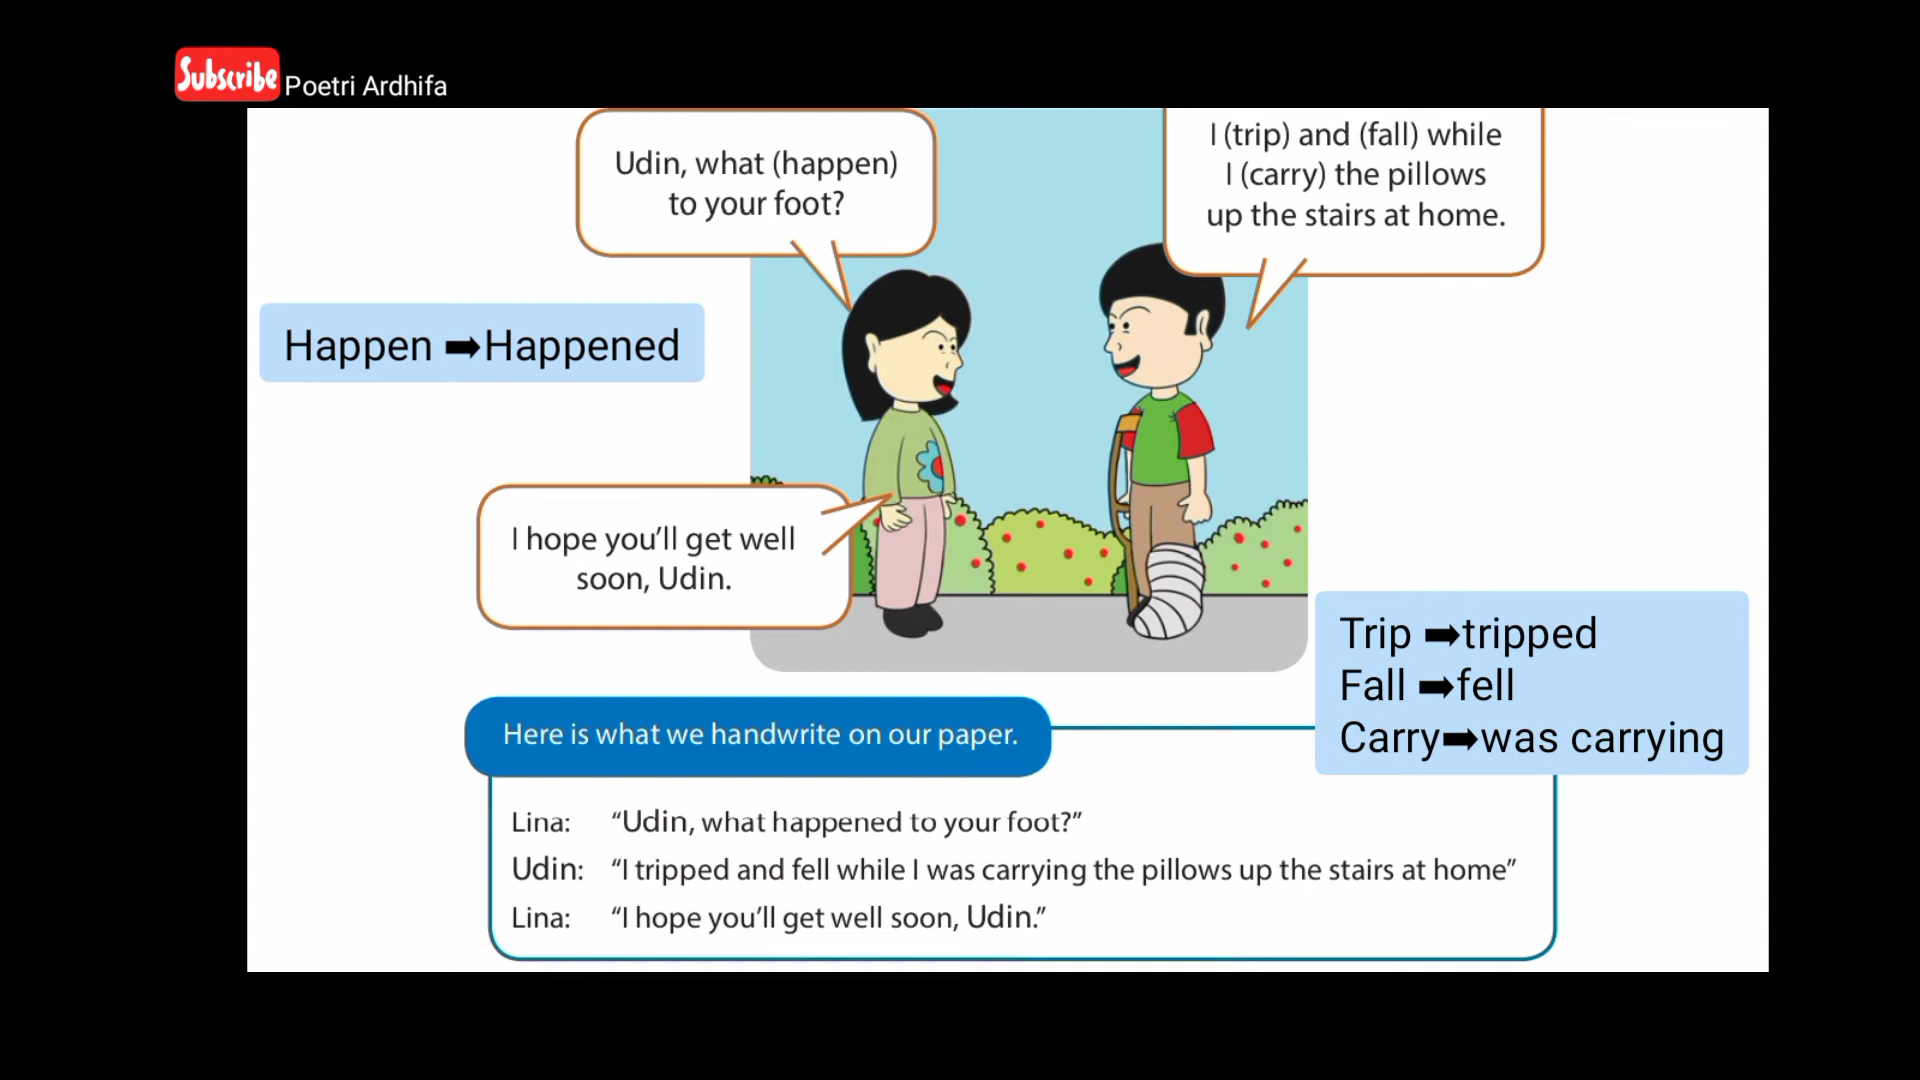 Subscribe Poetri Ardhifa
Udin, what (happen)
to your foot?
I (trip) and (fall) while
I (carry) the pillows
up the stairs at home.
Happen ➡Happened
I hope you’ll get well
soon, Udin.
Trip ➡tripped
Fall ➡fell
Carry➡was carrying
Here is what we handwrite on our paper.
Lina: “Udin, what happened to your foot?”
Udin: “I tripped and fell while I was carrying the pillows up the stairs at home”
Lina: “I hope you’ll get well soon, Udin.”